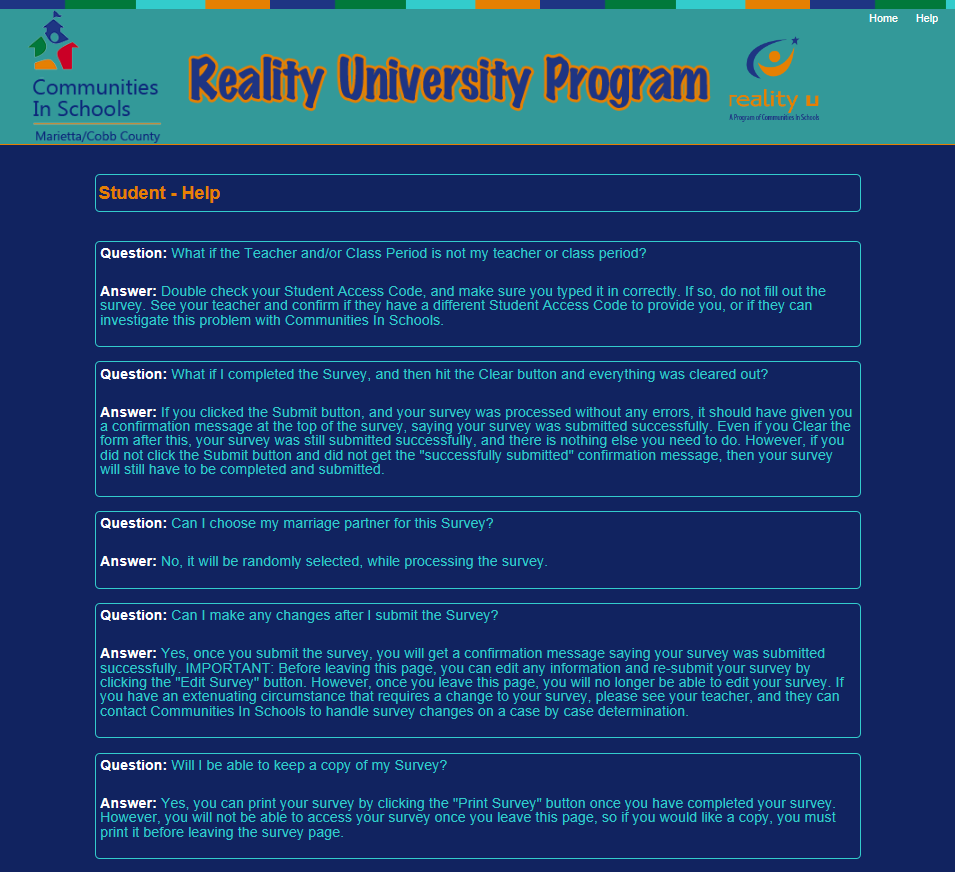 Home Help
Communities
In Schools
Marietta/Cobb County
Reality University Program
reality u
A Program of Communities In Schools
Student - Help
Question: What if the Teacher and/or Class Period is not my teacher or class period?
Answer: Double check your Student Access Code, and make sure you typed it in correctly. If so, do not fill out the
survey. See your teacher and confirm if they have a different Student Access Code to provide you, or if they can
investigate this problem with Communities In Schools.
Question: What if I completed the Survey, and then hit the Clear button and everything was cleared out?
Answer: If you clicked the Submit button, and your survey was processed without any errors, it should have given you
a confirmation message at the top of the survey, saying your survey was submitted successfully. Even if you Clear the
form after this, your survey was still submitted successfully, and there is nothing else you need to do. However, if you
did not click the Submit button and did not get the "successfully submitted" confirmation message, then your survey
will still have to be completed and submitted.
Question: Can I choose my marriage partner for this Survey?
Answer: No, it will be randomly selected, while processing the survey.
Question: Can I make any changes after I submit the Survey?
Answer: Yes, once you submit the survey, you will get a confirmation message saying your survey was submitted
successfully. IMPORTANT: Before leaving this page, you can edit any information and re-submit your survey by
clicking the "Edit Survey" button. However, once you leave this page, you will no longer be able to edit your survey. If
you have an extenuating circumstance that requires a change to your survey, please see your teacher, and they can
contact Communities In Schools to handle survey changes on a case by case determination.
Question: Will I be able to keep a copy of my Survey?
Answer: Yes, you can print your survey by clicking the "Print Survey" button once you have completed your survey.
However, you will not be able to access your survey once you leave this page, so if you would like a copy, you must
print it before leaving the survey page.